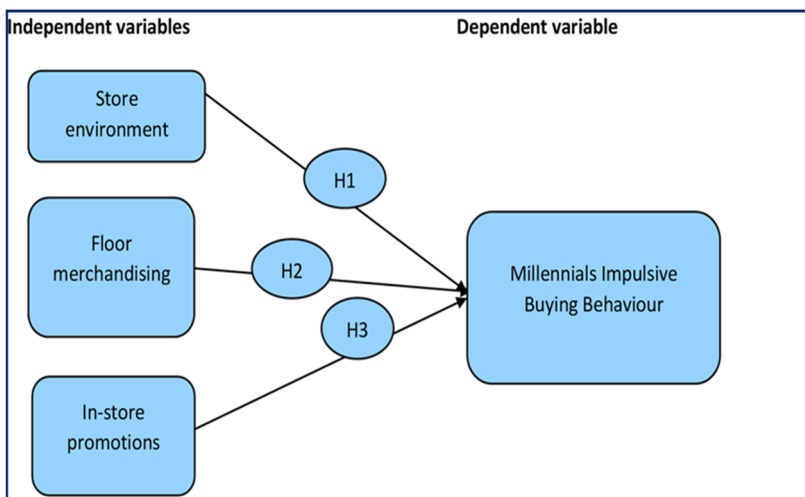 Independent variables
Dependent variable
Store
environment
H1
Floor
merchandising
H2
Millennials Impulsive
Buying Behaviour
H3
In-store
promotions